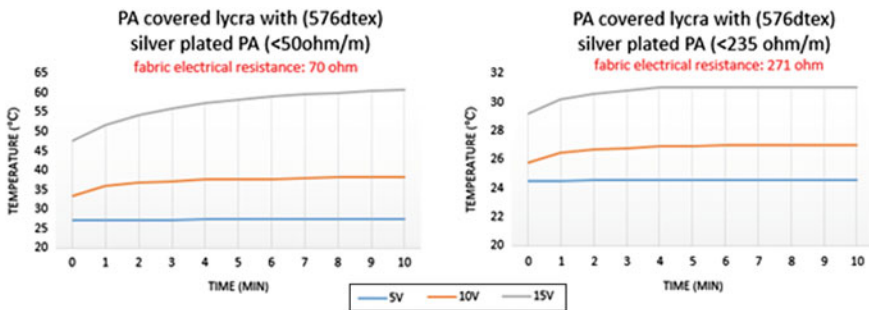 PA covered lycra with (576dtex)
silver plated PA (<50ohm/m)
fabric electrical resistance: 70 ohm
TEMPERATURE (°C)
65
60
55
50
45
40
35
30
25
20
0 1 2 3 4 5 6 7 8 9 10
TIME (MIN)
PA covered lycra with (576dtex)
silver plated PA (<235 ohm/m)
fabric electrical resistance: 271 ohm
TEMPERATURE (°C)
32
30
28
26
24
22
20
0 1 2 3 4 5 6 7 8 9 10
TIME (MIN)
5V 10V 15V